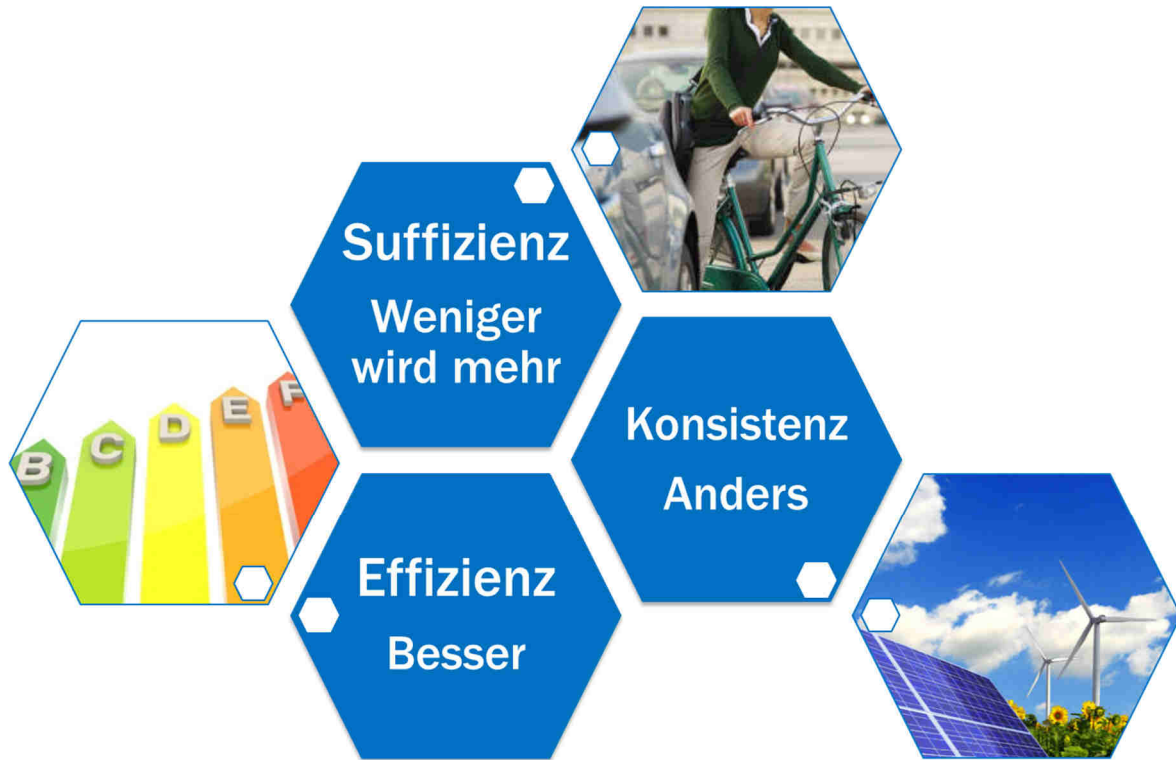 Suffizienz
Weniger
wird mehr
Konsistenz
Anders
B
C
D
E
F
Effizienz
Besser